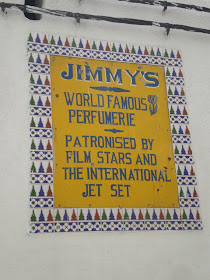 JIMMY'S
WORLD FAMOUS
PERFUMERIE
PATRONISED BY
FILM, STARS AND
THE INTERNATIONAL
JET SET